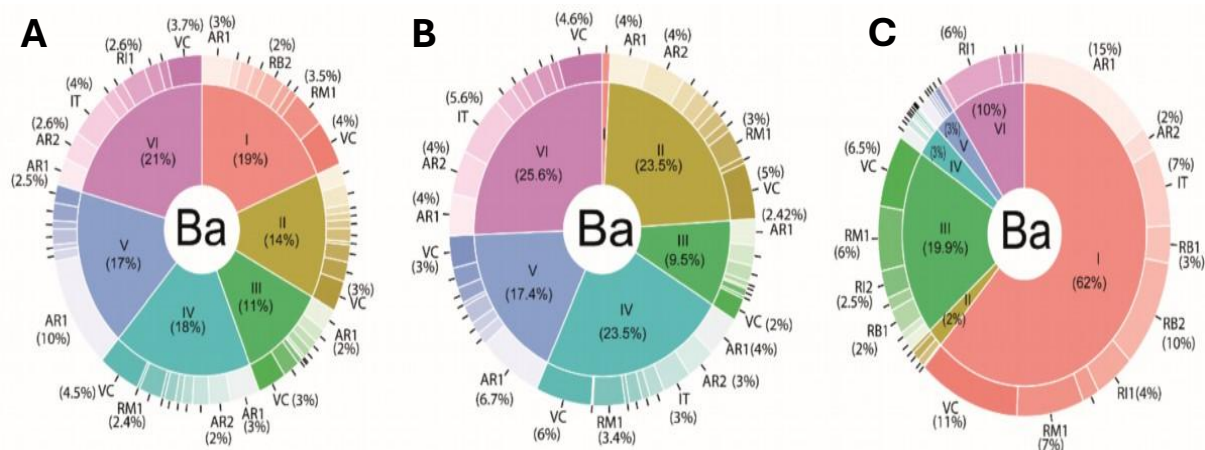 A
(3.7%)
VC
(3%)
AR1
(2%)
RB2
(3.5%)
RM1
(4%)
VC
(3%)
VC
AR1
(2%)
VC (3%)
AR1
(3%)
AR2
(2%)
RM1
(2.4%)
(4.5%) VC
AR1
(10%)
AR1
(2.5%)
(2.6%)
AR2
(4%)
IT
(2.6%)
RI1
I
(19%)
II
(14%)
III
(11%)
IV
(18%)
V
(17%)
VI
(21%)
Ba
B
(4.6%)
VC
(4%)
AR1
(4%)
AR2
(3%)
RM1
(5%)
VC
(2.42%)
AR1
VC (2%)
AR1(4%)
AR2 (3%)
IT
(3%)
RM1
(3.4%)
VC
(6%)
AR1
(6.7%)
VC
(3%)
(4%)
AR1
(4%)
AR2
(5.6%)
IT
I
II
(23.5%)
III
(9.5%)
IV
(23.5%)
V
(17.4%)
VI
(25.6%)
Ba
C
(6%)
RI1
(15%)
AR1
(2%)
AR2
(7%)
IT
RB1
(3%)
RB2
(10%)
RI1(4%)
RM1
(7%)
VC
(11%)
RB1
(2%)
RI2
(2.5%)
RM1
(6%)
(6.5%)
VC
I
(62%)
II
(2%)
III
(19.9%)
IV
(3%)
V
(3%)
(10%)
VI
Ba